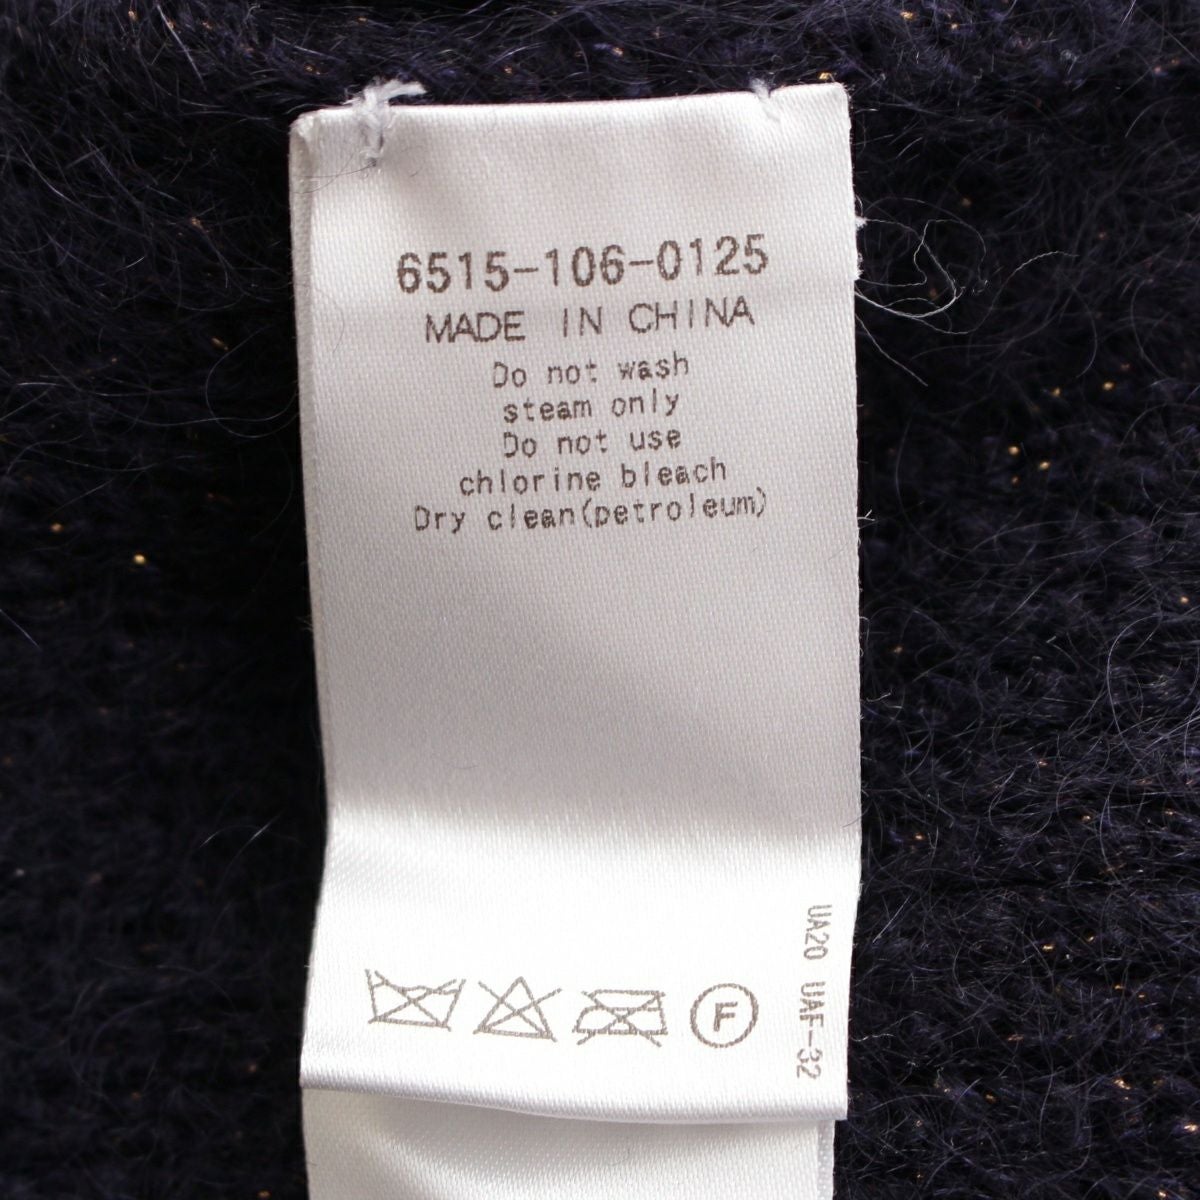 6515-106-0125
MADE IN CHINA
Do not wash
steam only
Do not use
chlorine bleach
Dry clean(petroleum)
F
UA20 UAF-32